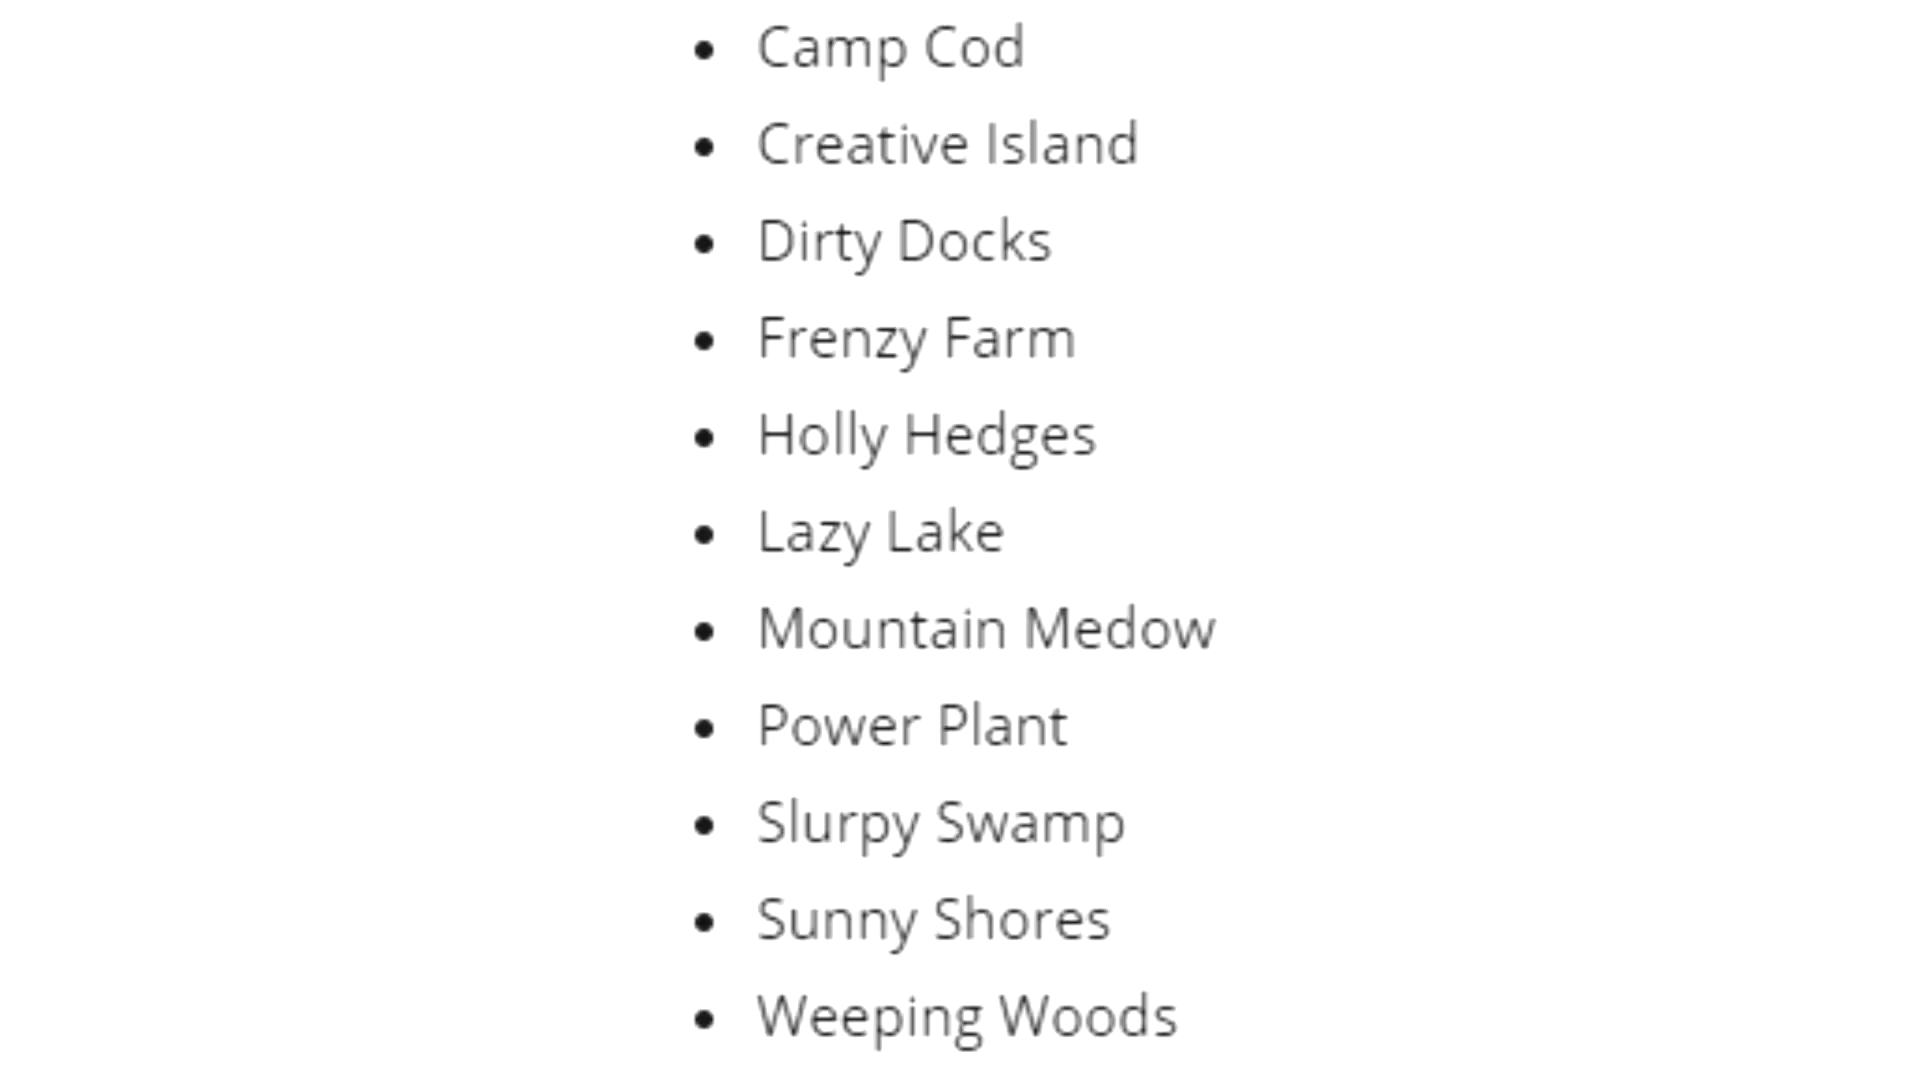 • Camp Cod
• Creative Island
• Dirty Docks
• Frenzy Farm
• Holly Hedges
• Lazy Lake
• Mountain Medow
• Power Plant
• Slurpy Swamp
• Sunny Shores
• Weeping Woods